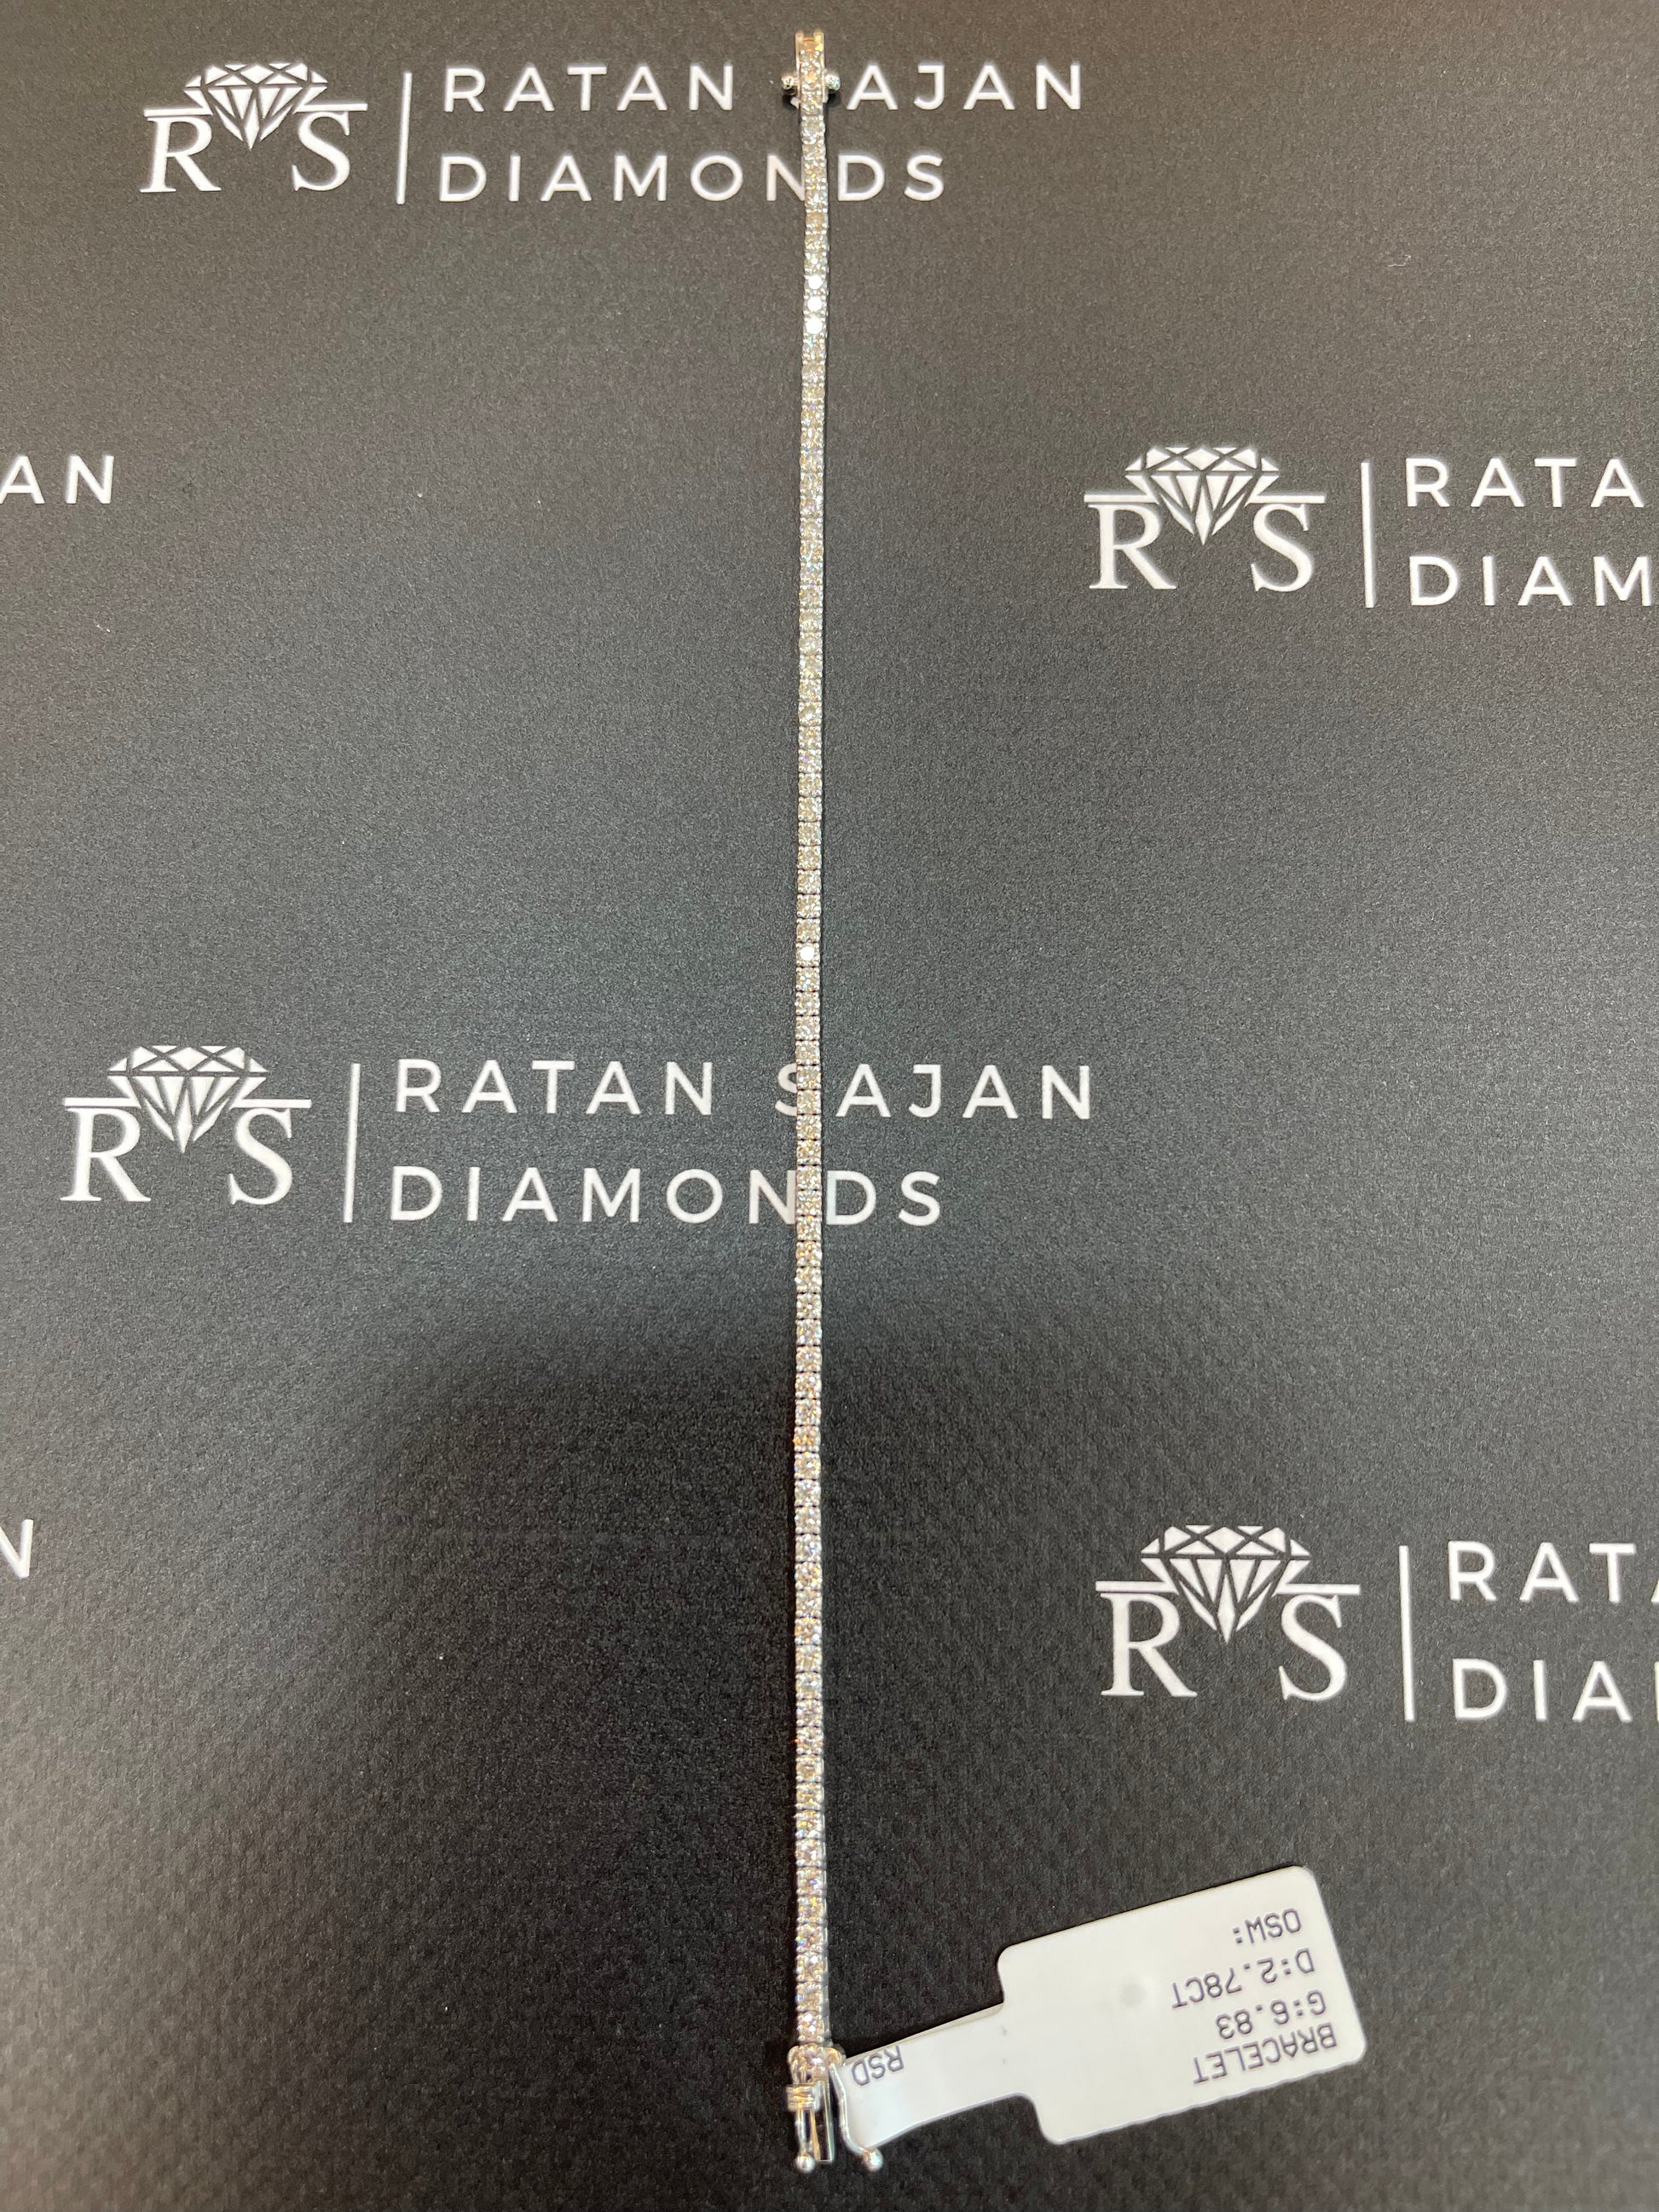 RS RATAN SAJAN
DIAMONDS
AN
RS RATA
DIAM
RS RATAN SAJAN
DIAMONDS
N
RS RAT
DIA
BRACELET
G:6.83
D:2.78CT
OSW:
RSD